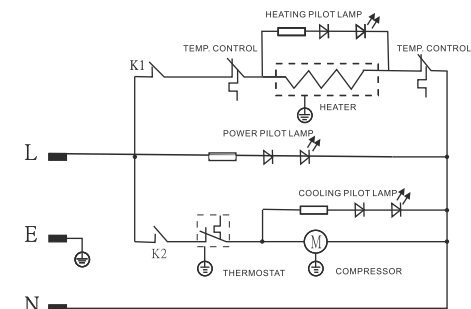 HEATING PILOT LAMP
TEMP. CONTROL
TEMP. CONTROL
K1
HEATER
POWER PILOT LAMP
L
COOLING PILOT LAMP
E
M
K2
THERMOSTAT
COMPRESSOR
N